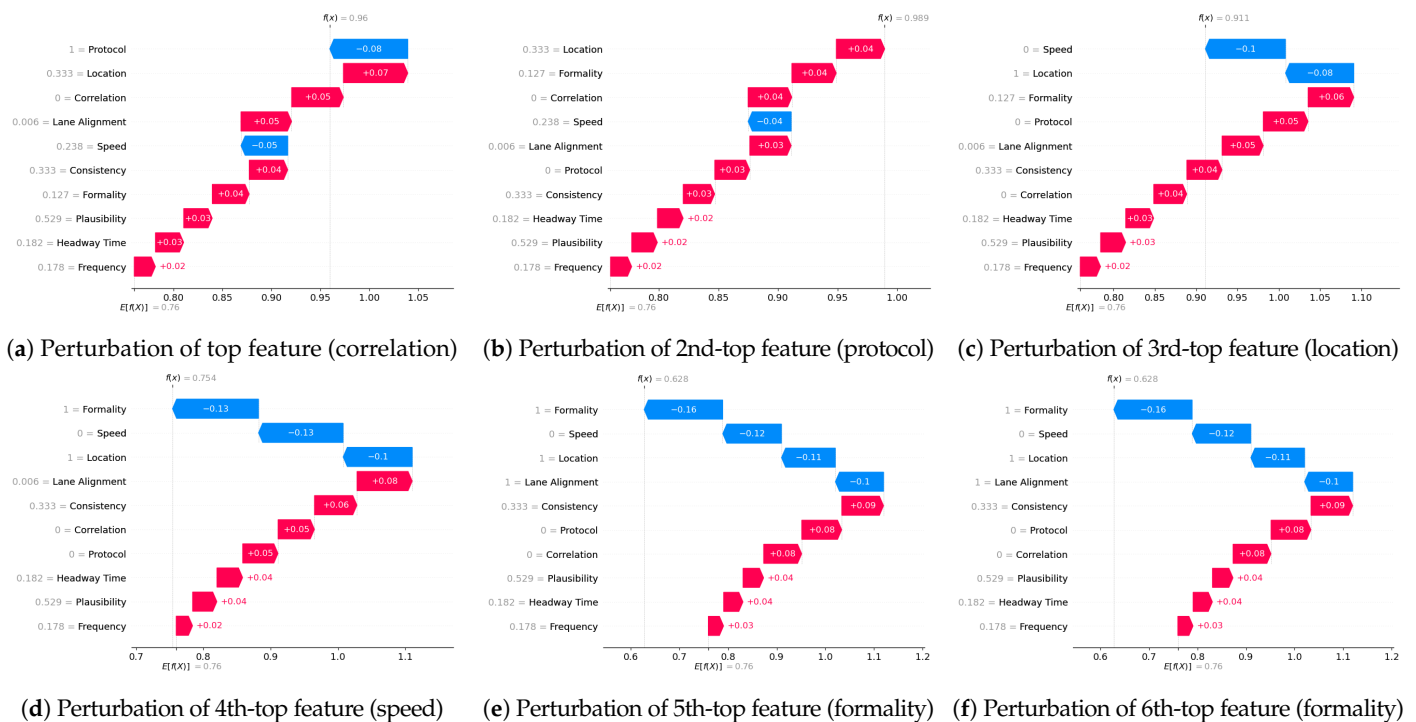 f(x) = 0.96
1 = Protocol −0.08
0.333 = Location +0.07
0 = Correlation +0.05
0.006 = Lane Alignment +0.05
0.238 = Speed −0.05
0.333 = Consistency +0.04
0.127 = Formality +0.04
0.529 = Plausibility +0.03
0.182 = Headway Time +0.03
0.178 = Frequency +0.02
0.80 0.85 0.90 0.95 1.00 1.05
E[f(X)] = 0.76
(a) Perturbation of top feature (correlation)
f(x) = 0.989
0.333 = Location +0.04
0.127 = Formality +0.04
0 = Correlation +0.04
0.238 = Speed −0.04
0.006 = Lane Alignment +0.03
0 = Protocol +0.03
0.333 = Consistency +0.03
0.182 = Headway Time +0.02
0.529 = Plausibility +0.02
0.178 = Frequency +0.02
0.80 0.85 0.90 0.95 1.00
E[f(X)] = 0.76
(b) Perturbation of 2nd-top feature (protocol)
f(x) = 0.911
0 = Speed −0.1
1 = Location −0.08
0.127 = Formality +0.06
0 = Protocol +0.05
0.006 = Lane Alignment +0.05
0.333 = Consistency +0.04
0 = Correlation +0.04
0.182 = Headway Time +0.03
0.529 = Plausibility +0.03
0.178 = Frequency +0.02
0.80 0.85 0.90 0.95 1.00 1.05 1.10
E[f(X)] = 0.76
(c) Perturbation of 3rd-top feature (location)
f(x) = 0.754
1 = Formality −0.13
0 = Speed −0.13
1 = Location −0.1
0.006 = Lane Alignment +0.08
0.333 = Consistency +0.06
0 = Correlation +0.05
0 = Protocol +0.05
0.182 = Headway Time +0.04
0.529 = Plausibility +0.04
0.178 = Frequency +0.02
0.7 0.8 0.9 1.0 1.1
E[f(X)] = 0.76
(d) Perturbation of 4th-top feature (speed)
f(x) = 0.628
1 = Formality −0.16
0 = Speed −0.12
1 = Location −0.11
1 = Lane Alignment −0.1
0.333 = Consistency +0.09
0 = Protocol +0.08
0 = Correlation +0.08
0.529 = Plausibility +0.04
0.182 = Headway Time +0.04
0.178 = Frequency +0.03
0.6 0.7 0.8 0.9 1.0 1.1 1.2
E[f(X)] = 0.76
(e) Perturbation of 5th-top feature (formality)
f(x) = 0.628
1 = Formality −0.16
0 = Speed −0.12
1 = Location −0.11
1 = Lane Alignment −0.1
0.333 = Consistency +0.09
0 = Protocol +0.08
0 = Correlation +0.08
0.529 = Plausibility +0.04
0.182 = Headway Time +0.04
0.178 = Frequency +0.03
0.6 0.7 0.8 0.9 1.0 1.1 1.2
E[f(X)] = 0.76
(f) Perturbation of 6th-top feature (formality)